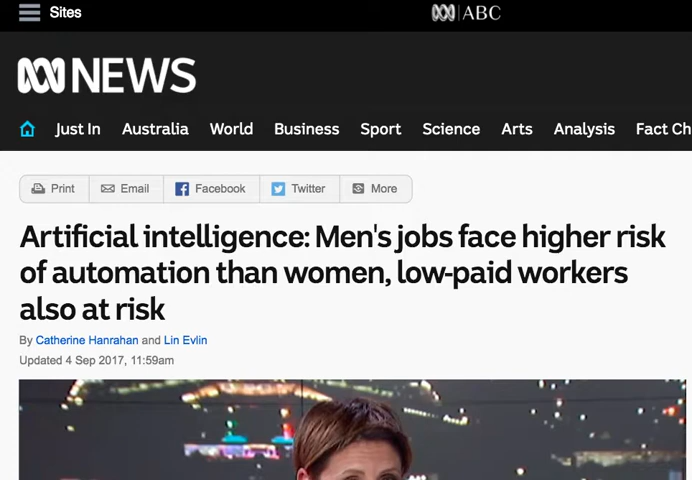 Sites
ABC
NEWS
Just In Australia World Business Sport Science Arts Analysis Fact Ch
Print Email Facebook Twitter More
Artificial intelligence: Men's jobs face higher risk
of automation than women, low-paid workers
also at risk
By Catherine Hanrahan and Lin Evlin
Updated 4 Sep 2017, 11:59am